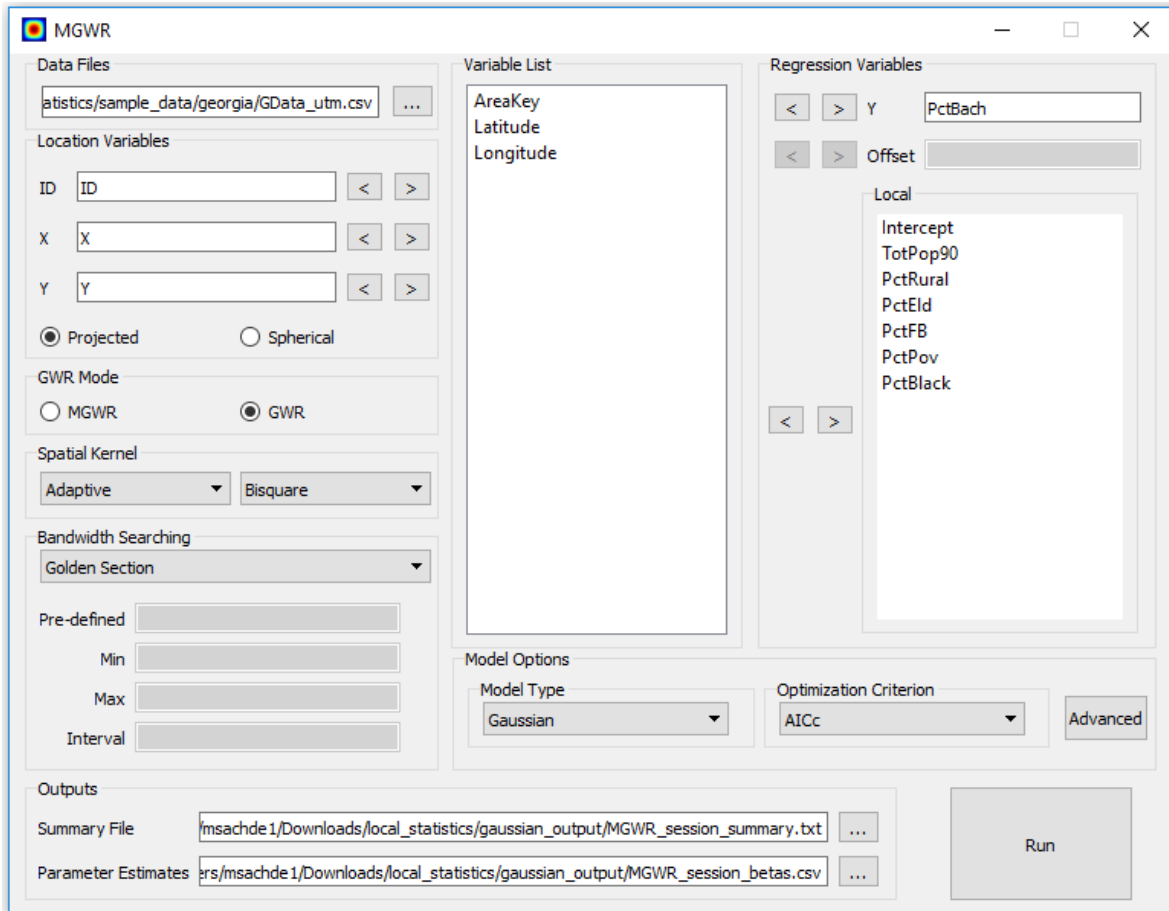 MGWR
Data Files
atistics/sample_data/georgia/GData_utm.csv ...
Location Variables
ID ID < >
X X < >
Y Y < >
Projected Spherical
GWR Mode
MGWR GWR
Spatial Kernel
Adaptive Bisquare
Bandwidth Searching
Golden Section
Pre-defined
Min
Max
Interval
Variable List
AreaKey
Latitude
Longitude
Regression Variables
< > Y PctBach
< > Offset
Local
Intercept
TotPop90
PctRural
PctEld
PctFB
PctPov
PctBlack
< >
Model Options
Model Type
Gaussian
Optimization Criterion
AICc
Advanced
Outputs
Summary File /msachde1/Downloads/local_statistics/gaussian_output/MGWR_session_summary.txt ...
Parameter Estimates ers/msachde1/Downloads/local_statistics/gaussian_output/MGWR_session_betas.csv ...
Run